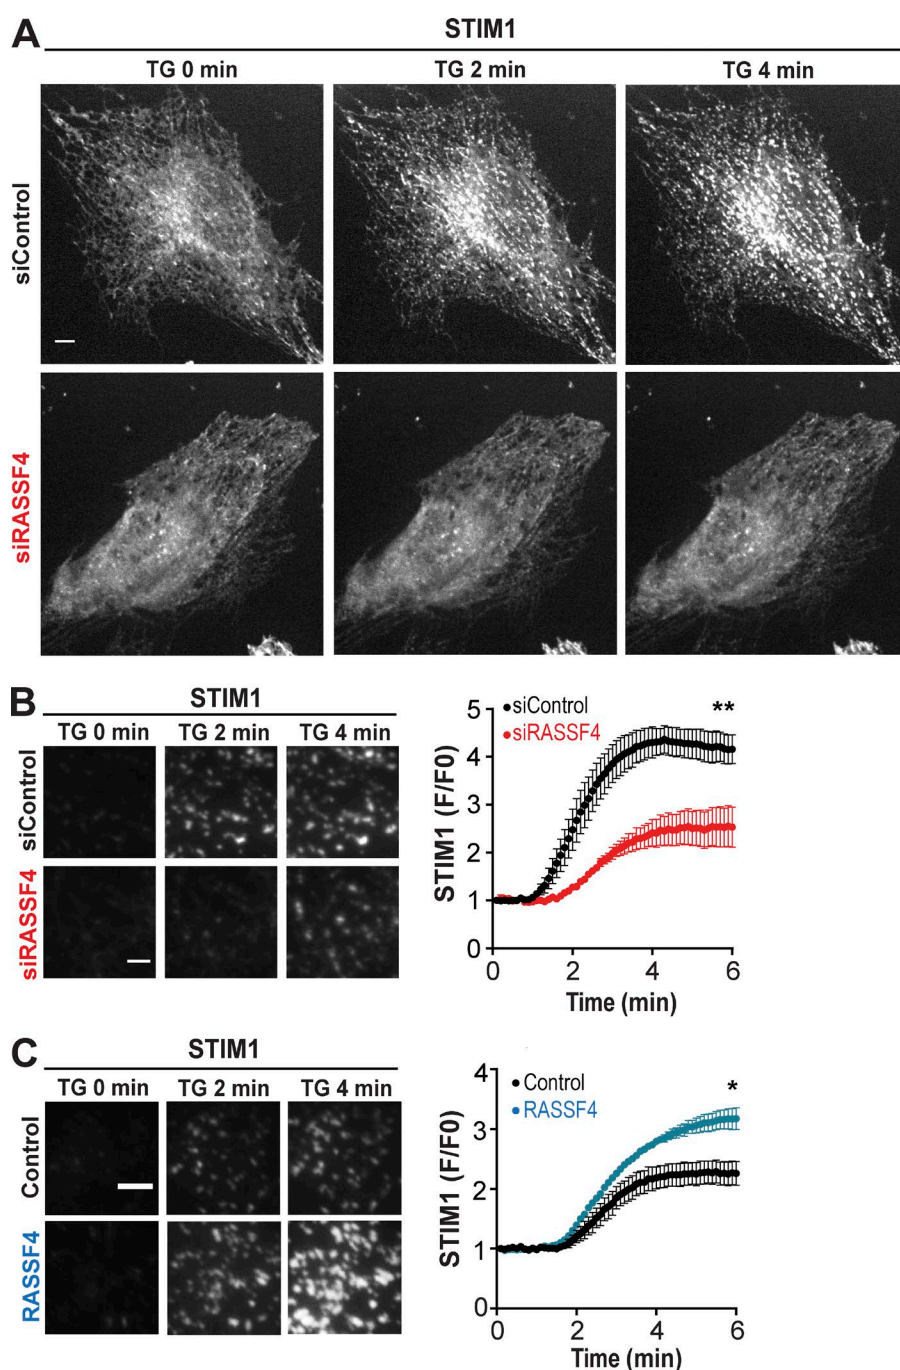 A
STIM1
TG 0 min TG 2 min TG 4 min
siControl
siRASSF4
B
STIM1
TG 0 min TG 2 min TG 4 min
siControl
siRASSF4
siControl
siRASSF4
**
STIM1 (F/F0)
5
4
3
2
1
0
0 2 4 6
Time (min)
C
STIM1
TG 0 min TG 2 min TG 4 min
Control
RASSF4
Control
RASSF4
*
STIM1 (F/F0)
4
3
2
1
0
0 2 4 6
Time (min)